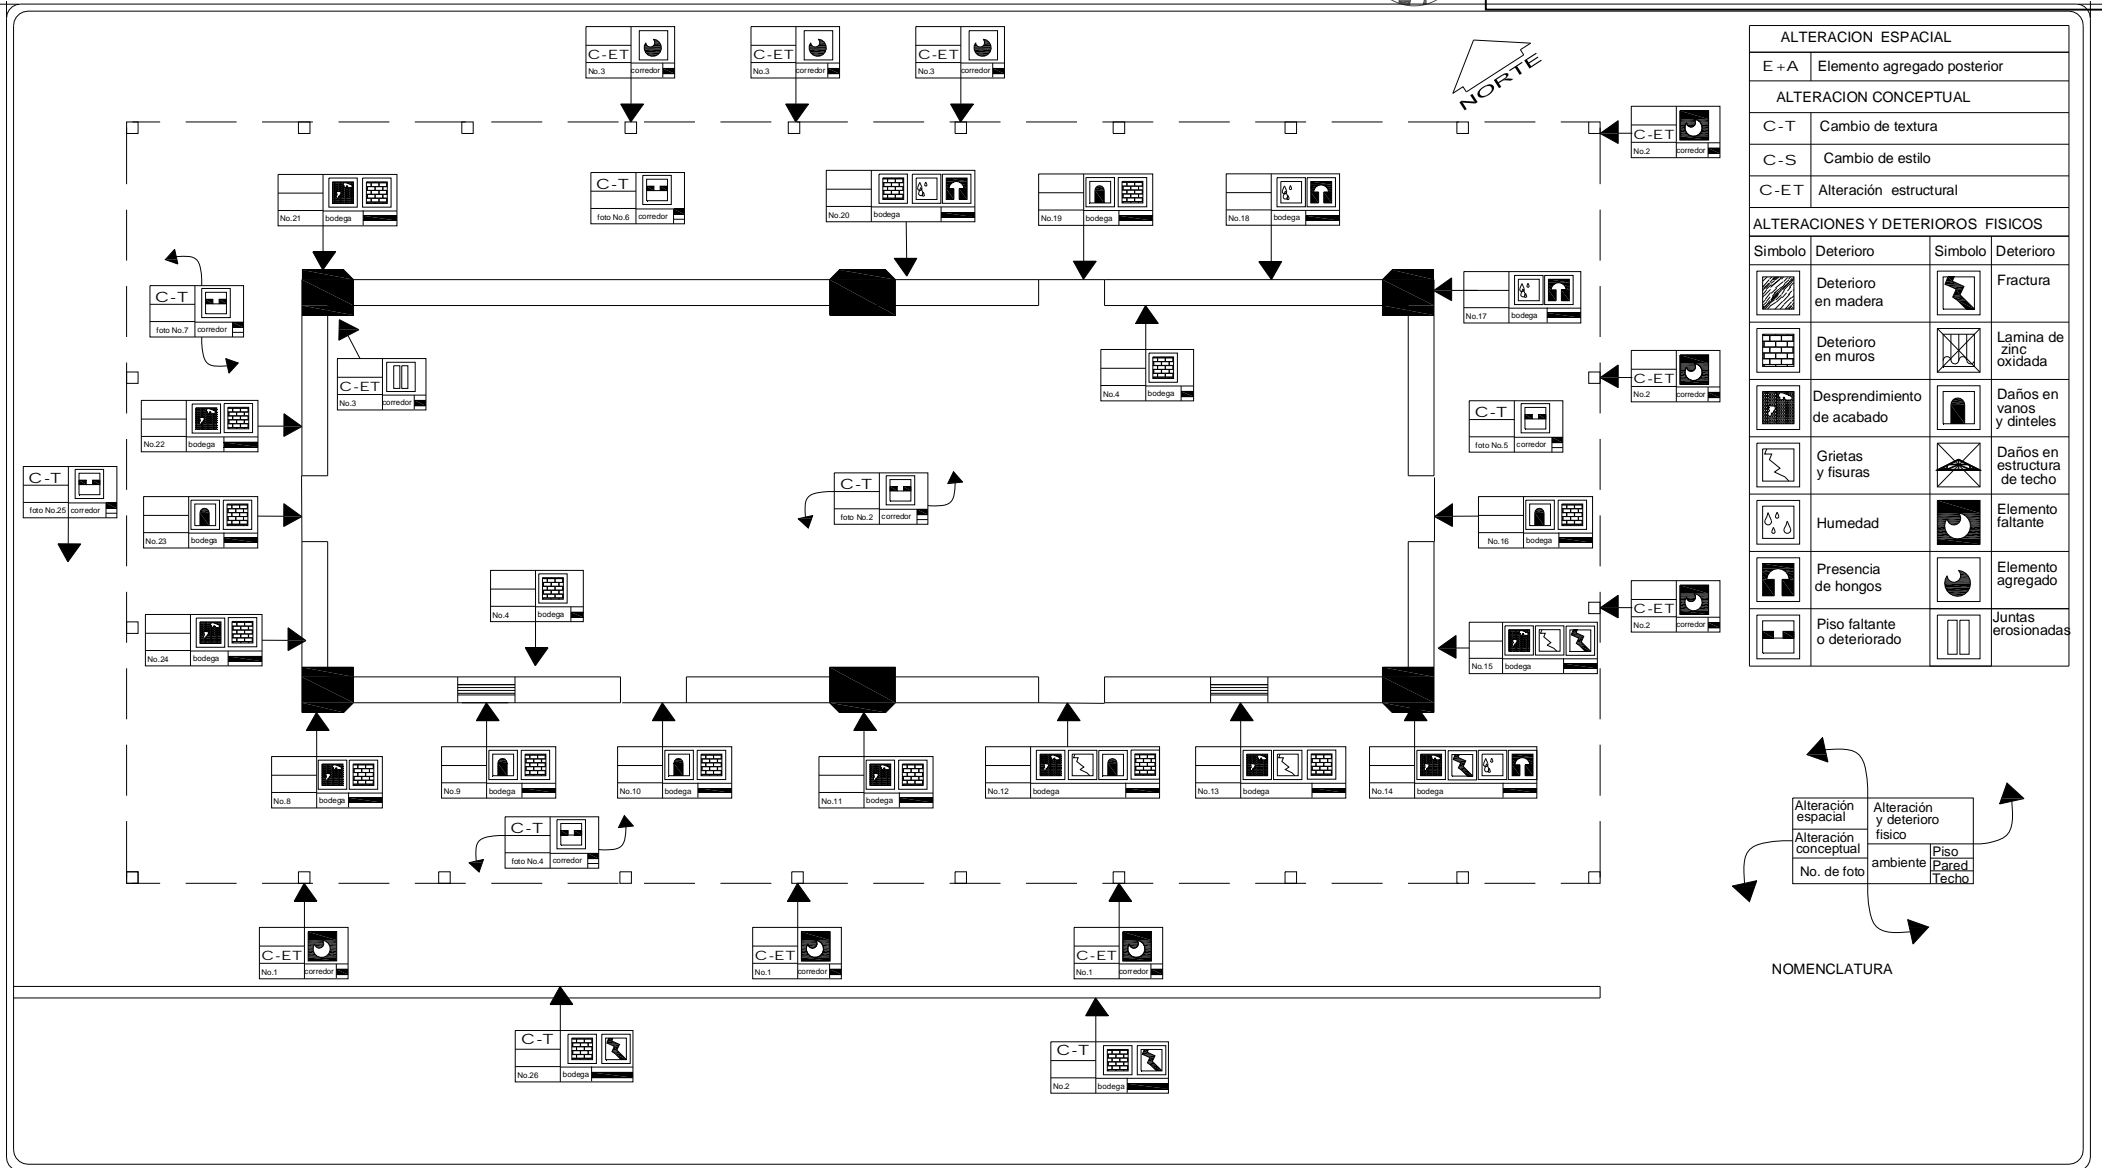 C-ET
No.3 corredor
C-ET
No.3 corredor
C-ET
No.3 corredor
NORTE
C-ET
No.2 corredor
No.21 bodega
C-T
foto No.6 corredor
No.20 bodega
No.19 bodega
No.18 bodega
C-T
foto No.7 corredor
No.17 bodega
C-ET
No.3 corredor
No.4 bodega
C-ET
No.2 corredor
No.22 bodega
C-T
foto No.5 corredor
C-T
foto No.25 corredor
No.23 bodega
C-T
foto No.2 corredor
No.16 bodega
No.4 bodega
C-ET
No.2 corredor
No.24 bodega
No.15 bodega
No.8 bodega
No.9 bodega
No.10 bodega
No.11 bodega
No.12 bodega
No.13 bodega
No.14 bodega
C-T
foto No.4 corredor
C-ET
No.1 corredor
C-ET
No.1 corredor
C-ET
No.1 corredor
C-T
No.26 bodega
C-T
No.2 bodega
ALTERACION ESPACIAL
E+A Elemento agregado posterior
ALTERACION CONCEPTUAL
C-T Cambio de textura
C-S Cambio de estilo
C-ET Alteración estructural
ALTERACIONES Y DETERIOROS FISICOS
Simbolo Deterioro Simbolo Deterioro
Deterioro
en madera
Fractura
Deterioro
en muros
Lamina de
zinc
oxidada
Desprendimiento
de acabado
Daños en
vanos
y dinteles
Grietas
y fisuras
Daños en
estructura
de techo
Humedad
Elemento
faltante
Presencia
de hongos
Elemento
agregado
Piso faltante
o deteriorado
Juntas
erosionadas
Alteración
espacial
Alteración
y deterioro
fisico
Alteración
conceptual
No. de foto
ambiente
Piso
Pared
Techo
NOMENCLATURA